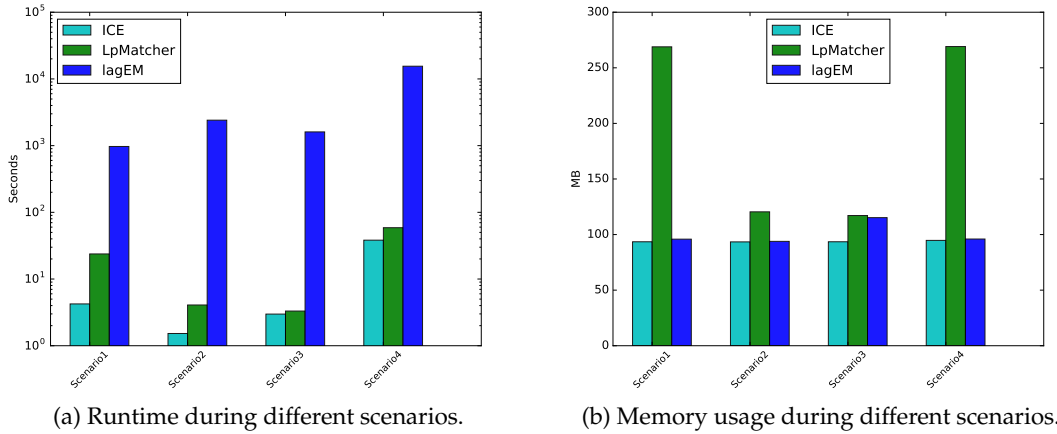 10^5
10^4
10^3
10^2
10^1
10^0
Seconds
ICE
LpMatcher
lagEM
Scenario1
Scenario2
Scenario3
Scenario4
(a) Runtime during different scenarios.
300
250
200
150
100
50
0
MB
ICE
LpMatcher
lagEM
Scenario1
Scenario2
Scenario3
Scenario4
(b) Memory usage during different scenarios.